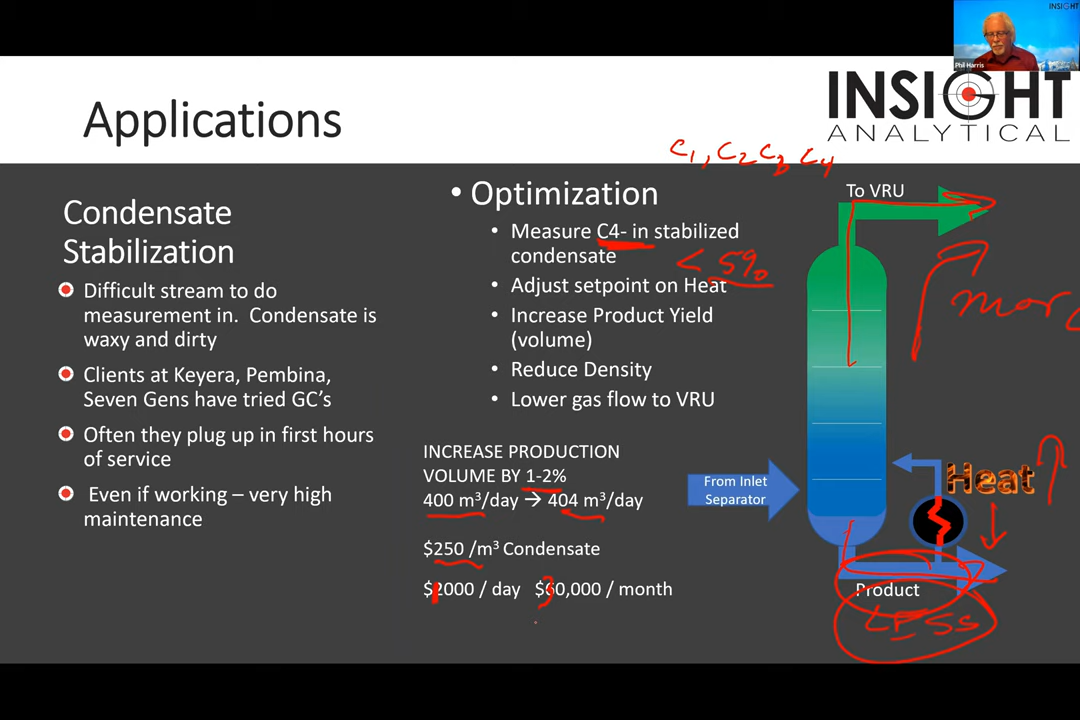 INSIGHT
Phil Harris
INSIGHT
ANALYTICAL
Applications
C1, C2 C3 C4
Condensate
Stabilization
Difficult stream to do
measurement in. Condensate is
waxy and dirty
Clients at Keyera, Pembina,
Seven Gens have tried GC's
Often they plug up in first hours
of service
Even if working – very high
maintenance
• Optimization
• Measure C4- in stabilized
condensate
< 5%
• Adjust setpoint on Heat
• Increase Product Yield
(volume)
• Reduce Density
• Lower gas flow to VRU
INCREASE PRODUCTION
VOLUME BY 1-2%
400 m³/day → 404 m³/day
$250 /m³ Condensate
$1000 / day $30,000 / month
To VRU
more
From Inlet
Separator
Heat
Product
LESS